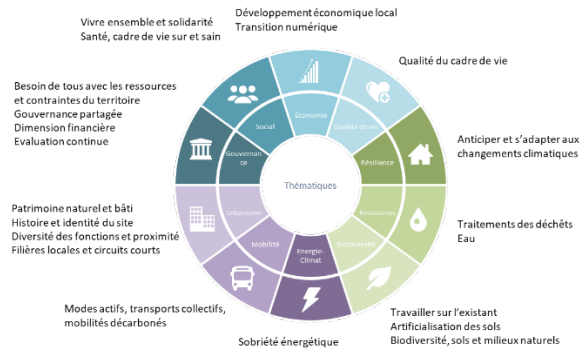 Vivre ensemble et solidarité
Santé, cadre de vie sur et sain
Développement économique local
Transition numérique
Qualité du cadre de vie
Besoin de tous avec les ressources
et contraintes du territoire
Gouvernance partagée
Dimension financière
Evaluation continue
Anticiper et s'adapter aux
changements climatiques
Social
Economie
Qualité de vie
Gouvernan
ce
Résilience
Thématiques
Urbanisme
Ressources
Mobilité
Energie-
Climat
Biodiversité
Patrimoine naturel et bâti
Histoire et identité du site
Diversité des fonctions et proximité
Filières locales et circuits courts
Traitements des déchêts
Eau
Modes actifs, transports collectifs,
mobilités décarbonés
Sobriété énergétique
Travailler sur l'existant
Artificialisation des sols
Biodiversité, sols et milieux naturels